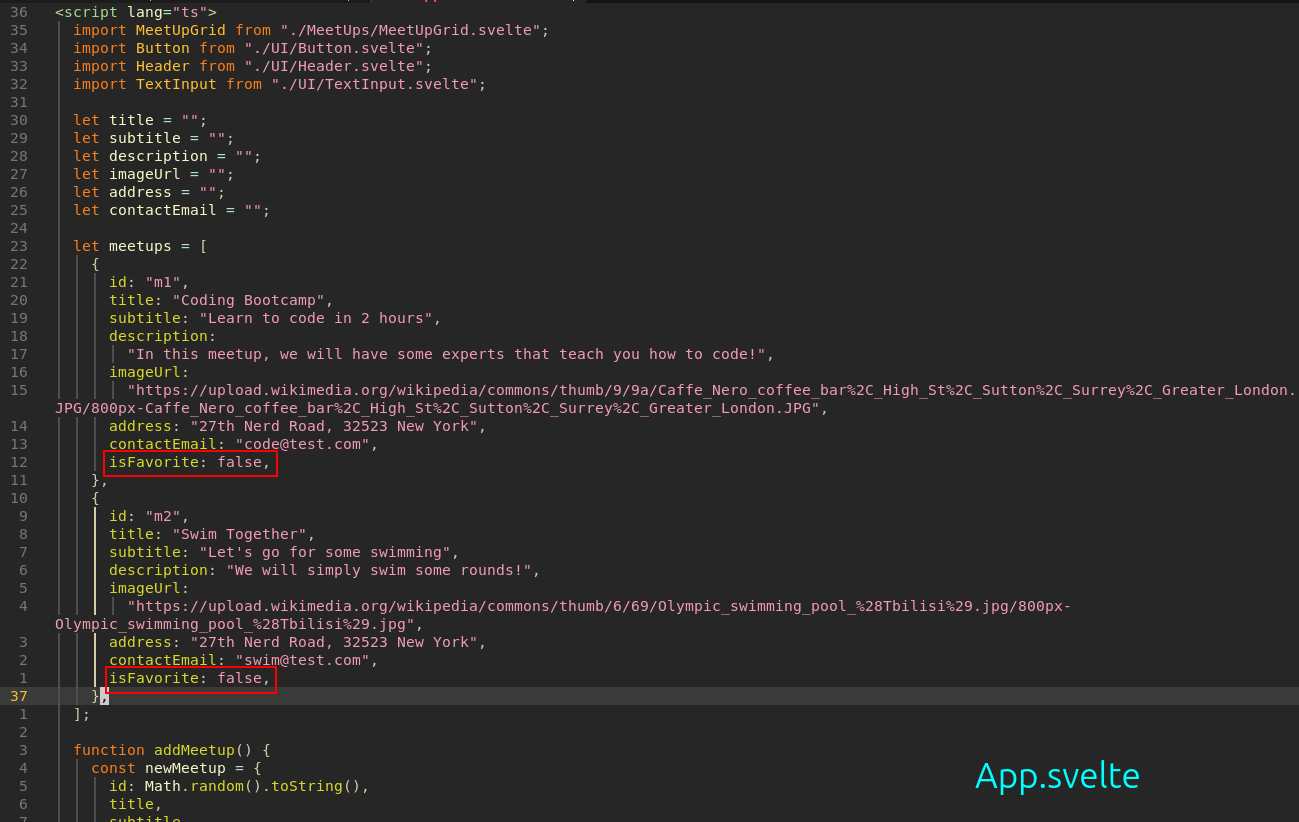 36 <script lang="ts">
35 import MeetUpGrid from "./MeetUps/MeetUpGrid.svelte";
34 import Button from "./UI/Button.svelte";
33 import Header from "./UI/Header.svelte";
32 import TextInput from "./UI/TextInput.svelte";
31
30 let title = "";
29 let subtitle = "";
28 let description = "";
27 let imageUrl = "";
26 let address = "";
25 let contactEmail = "";
24
23 let meetups = [
22 {
21 id: "m1",
20 title: "Coding Bootcamp",
19 subtitle: "Learn to code in 2 hours",
18 description:
17 "In this meetup, we will have some experts that teach you how to code!",
16 imageUrl:
15 "https://upload.wikimedia.org/wikipedia/commons/thumb/9/9a/Caffe_Nero_coffee_bar%2C_High_St%2C_Sutton%2C_Surrey%2C_Greater_London.
JPG/800px-Caffe_Nero_coffee_bar%2C_High_St%2C_Sutton%2C_Surrey%2C_Greater_London.JPG",
14 address: "27th Nerd Road, 32523 New York",
13 contactEmail: "code@test.com",
12 isFavorite: false,
11 },
10 {
9 id: "m2",
8 title: "Swim Together",
7 subtitle: "Let's go for some swimming",
6 description: "We will simply swim some rounds!",
5 imageUrl:
4 "https://upload.wikimedia.org/wikipedia/commons/thumb/6/69/Olympic_swimming_pool_%28Tbilisi%29.jpg/800px-
Olympic_swimming_pool_%28Tbilisi%29.jpg",
3 address: "27th Nerd Road, 32523 New York",
2 contactEmail: "swim@test.com",
1 isFavorite: false,
37 },
1 ];
2
3 function addMeetup() {
4 const newMeetup = {
5 id: Math.random().toString(),
6 title,
7 subtitle
App.svelte